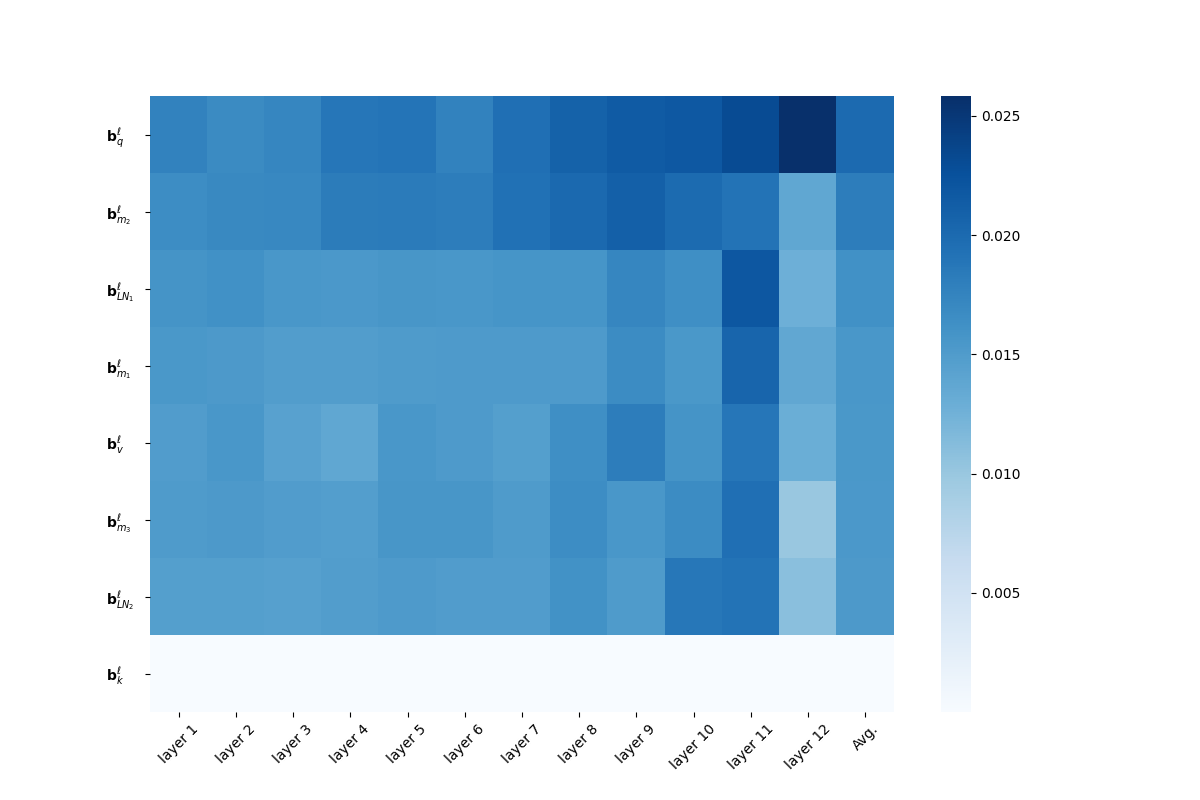 b_q^ℓ
b_{m_2}^ℓ
b_{LN_1}^ℓ
b_{m_1}^ℓ
b_v^ℓ
b_{m_3}^ℓ
b_{LN_2}^ℓ
b_k^ℓ
layer 1
layer 2
layer 3
layer 4
layer 5
layer 6
layer 7
layer 8
layer 9
layer 10
layer 11
layer 12
Avg.
0.025
0.020
0.015
0.010
0.005